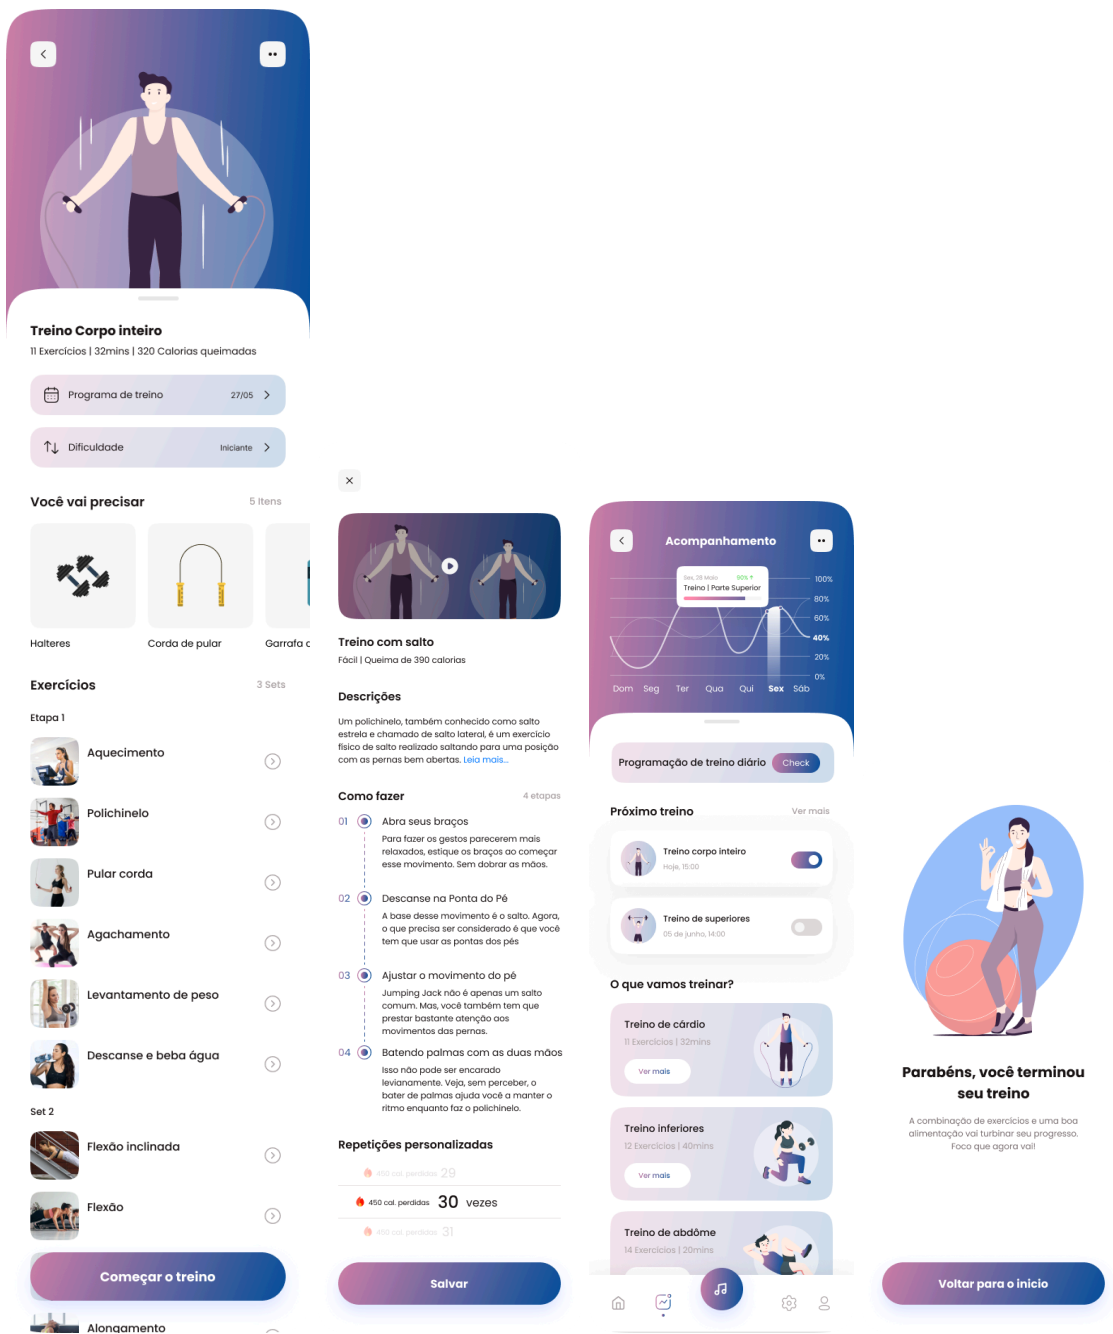 Treino Corpo inteiro
11 Exercícios | 32mins | 320 Calorias queimadas
Programa de treino 27/05
Dificuldade Iniciante
Você vai precisar 5 Itens
Halteres Corda de pular Garrafa
Exercícios 3 Sets
Etapa 1
Aquecimento
Polichinelo
Pular corda
Agachamento
Levantamento de peso
Descanse e beba água
Set 2
Flexão inclinada
Flexão
Começar o treino
Alongamento
Treino com salto
Fácil | Queima de 390 calorias
Descrições
Um polichinelo, também conhecido como salto
estrela e chamado de salto lateral, é um exercício
físico de salto realizado saltando para uma posição
com as pernas bem abertas. Leia mais...
Como fazer 4 etapas
01 Abra seus braços
Para fazer os gestos parecerem mais
relaxados, estique os braços ao começar
esse movimento. Sem dobrar as mãos.
02 Descanse na Ponta do Pé
A base desse movimento é o salto. Agora,
o que precisa ser considerado é que você
tem que usar as pontas dos pés
03 Ajustar o movimento do pé
Jumping Jack não é apenas um salto
comum. Mas, você também tem que
prestar bastante atenção aos
movimentos das pernas.
04 Batendo palmas com as duas mãos
Isso não pode ser encarado
levianamente. Veja, sem perceber, o
bater de palmas ajuda você a manter o
ritmo enquanto faz o polichinelo.
Repetições personalizadas
450 cal. perdidas 29
450 cal. perdidas 30 vezes
450 cal. perdidas 31
Salvar
Acompanhamento
Sex, 28 Maio 90% ↑
Treino | Parte Superior
100%
80%
60%
40%
20%
0%
Dom Seg Ter Qua Qui Sex Sáb
Programação de treino diário Check
Próximo treino Ver mais
Treino corpo inteiro
Hoje, 15:00
Treino de superiores
05 de junho, 14:00
O que vamos treinar?
Treino de cárdio
11 Exercícios | 32mins
Ver mais
Treino inferiores
12 Exercícios | 40mins
Ver mais
Treino de abdôme
14 Exercícios | 20mins
Parabéns, você terminou
seu treino
A combinação de exercícios e uma boa
alimentação vai turbinar seu progresso.
Foco que agora vai!
Voltar para o inicio